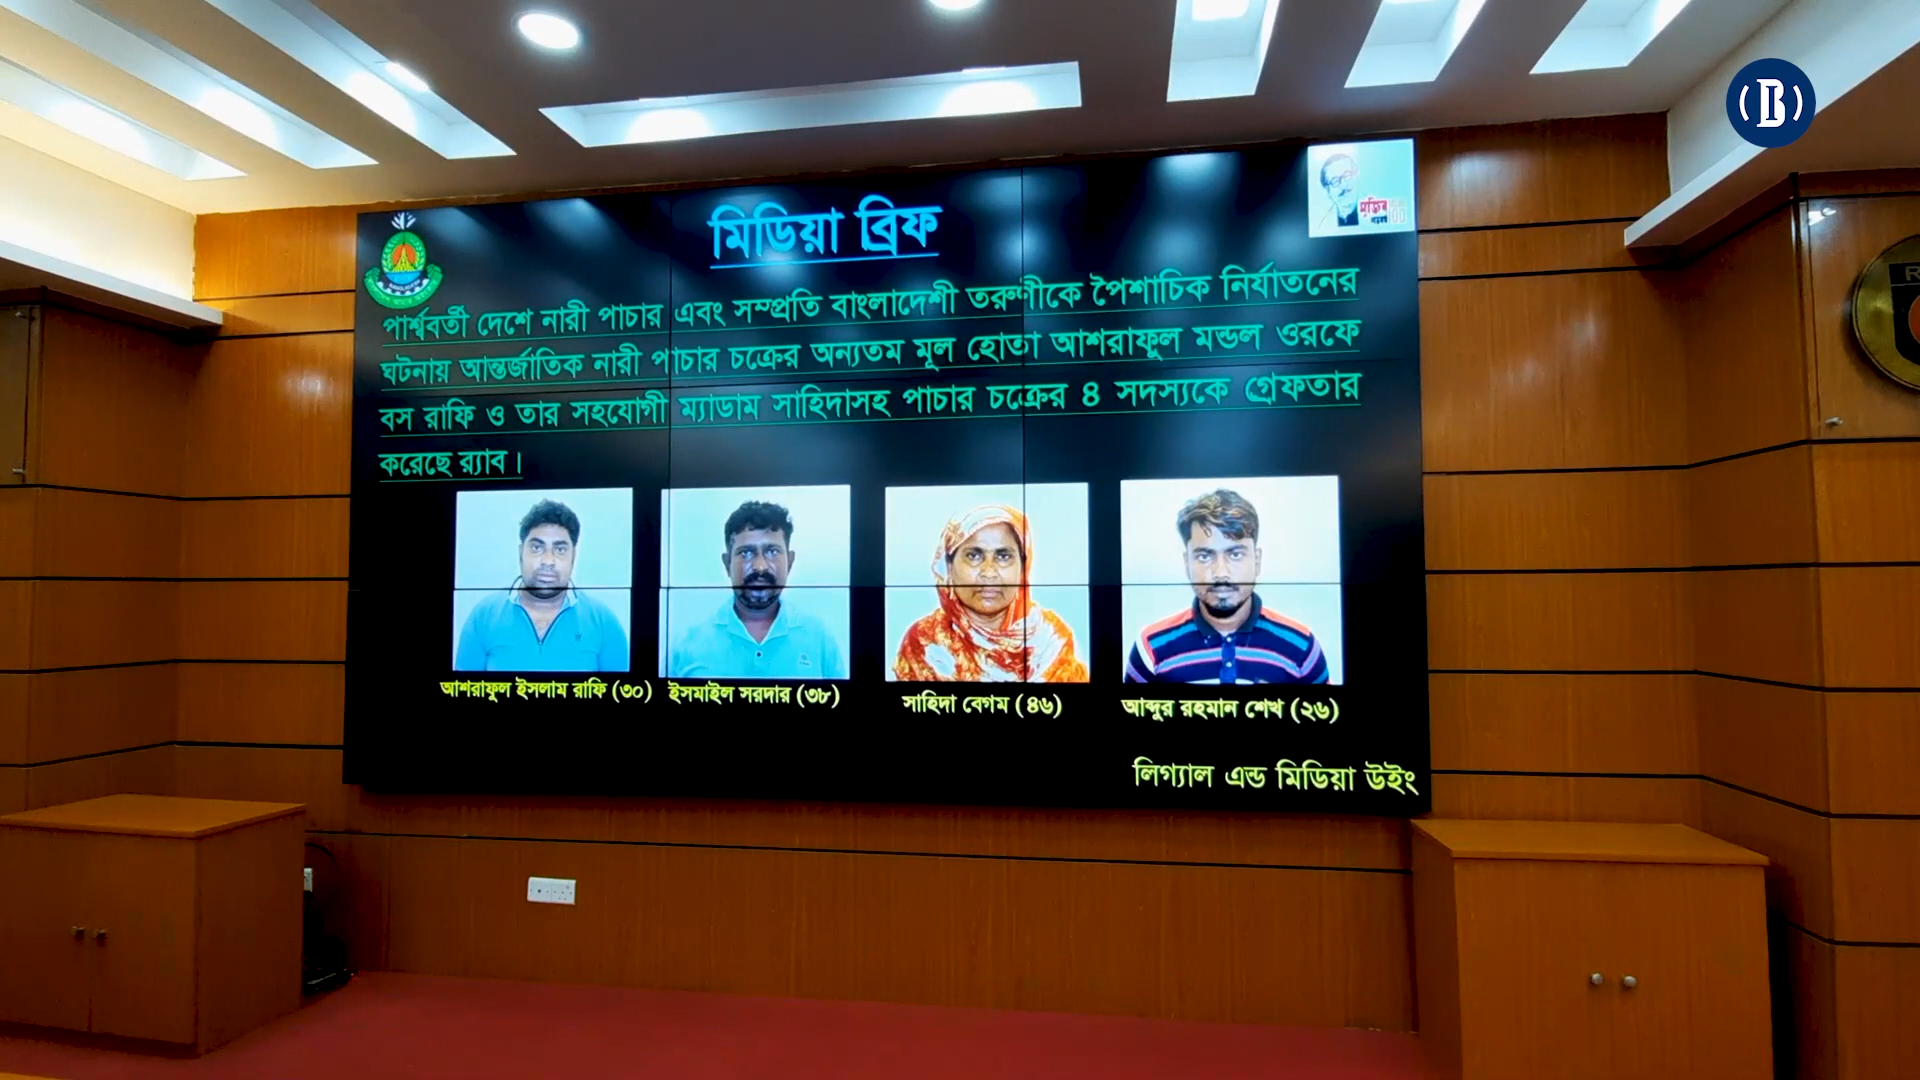 মিডিয়া ব্রিফ
পার্শ্ববর্তী দেশে নারী পাচার এবং সম্প্রতি বাংলাদেশী তরুণীকে পৈশাচিক নির্যাতনের
ঘটনায় আন্তর্জাতিক নারী পাচার চক্রের অন্যতম মূল হোতা আশরাফুল মন্ডল ওরফে
বস রাফি ও তার সহযোগী ম্যাডাম সাহিদাসহ পাচার চক্রের ৪ সদস্যকে গ্রেফতার
করেছে র‍্যাব।
আশরাফুল ইসলাম রাফি (৩০) ইসমাইল সরদার (৩৮) সাহিদা বেগম (৪৬) আব্দুর রহমান শেখ (২৬)
লিগ্যাল এন্ড মিডিয়া উইং
(B)
মুজিব
100